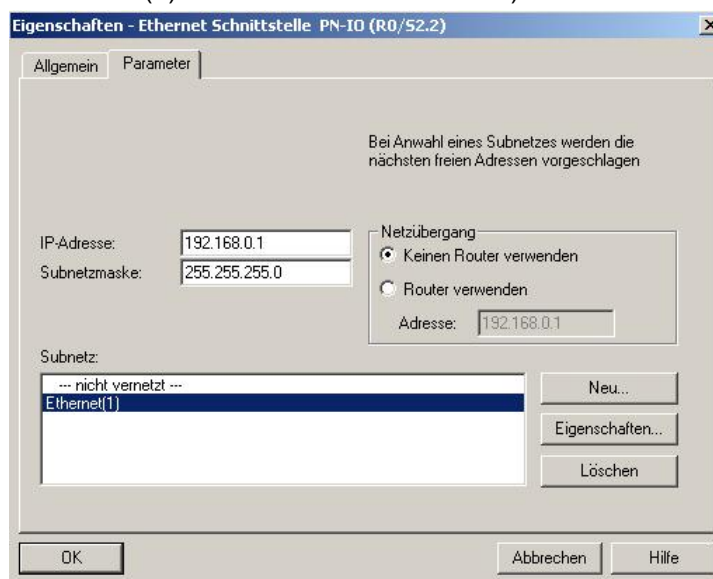 Eigenschaften - Ethernet Schnittstelle PN-IO (R0/S2.2)
Allgemein
Parameter
Bei Anwahl eines Subnetzes werden die
nächsten freien Adressen vorgeschlagen
IP-Adresse: 192.168.0.1
Subnetzmaske: 255.255.255.0
Netzübergang
Keinen Router verwenden
Router verwenden
Adresse: 192.168.0.1
Subnetz:
--- nicht vernetzt ---
Ethernet(1)
Neu...
Eigenschaften...
Löschen
OK
Abbrechen
Hilfe